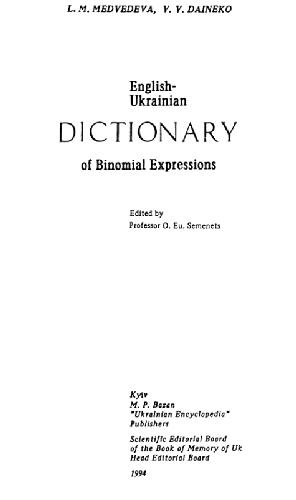 L. M. MEDVEDEVA, V. V. DAINEKO
English-
Ukrainian
DICTIONARY
of Binomial Expressions
Edited by
Professor O. Eu. Semenets
Kyiv
M. P. Bazan
"Ukrainian Encyclopedia"
Publishers
Scientific Editorial Board
of the Book of Memory of Uk
Head Editorial Board
1994